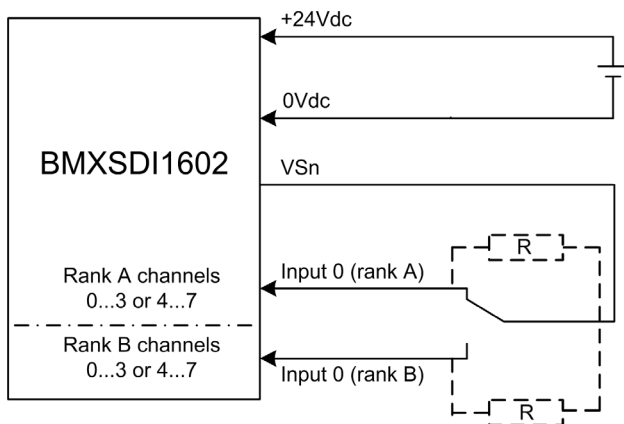 +24Vdc
0Vdc
BMXSDI1602
VSn
R
Rank A channels
0...3 or 4...7
Input 0 (rank A)
Rank B channels
0...3 or 4...7
Input 0 (rank B)
R